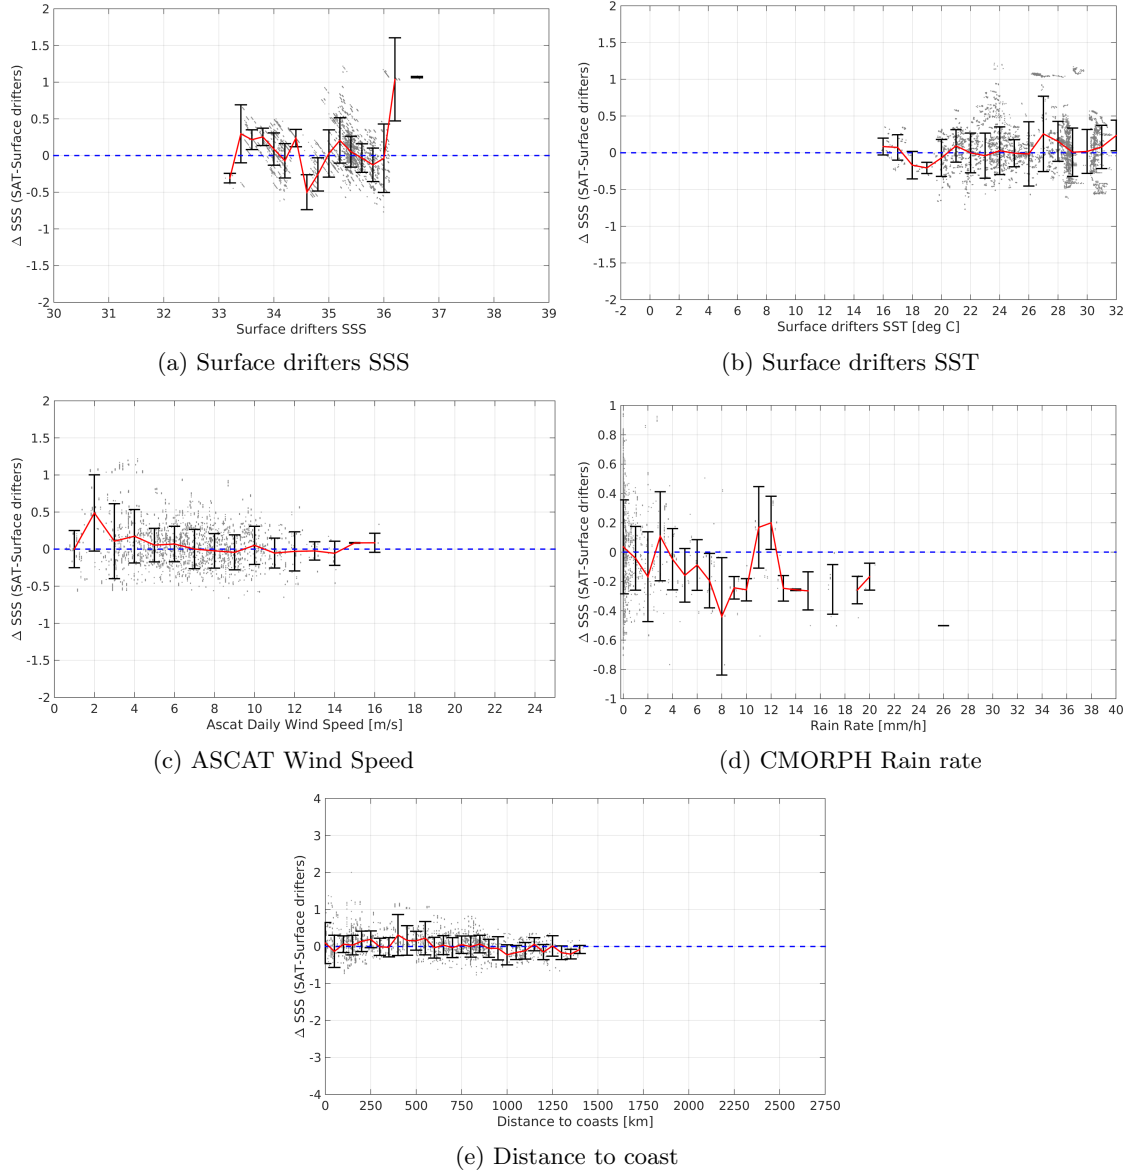 2
1.5
1
0.5
0
-0.5
-1
-1.5
-2
Δ SSS (SAT-Surface drifters)
30 31 32 33 34 35 36 37 38 39
Surface drifters SSS
(a) Surface drifters SSS
2
1.5
1
0.5
0
-0.5
-1
-1.5
-2
Δ SSS (SAT-Surface drifters)
-2 0 2 4 6 8 10 12 14 16 18 20 22 24 26 28 30 32
Surface drifters SST [deg C]
(b) Surface drifters SST
2
1.5
1
0.5
0
-0.5
-1
-1.5
-2
Δ SSS (SAT-Surface drifters)
0 2 4 6 8 10 12 14 16 18 20 22 24
Ascat Daily Wind Speed [m/s]
(c) ASCAT Wind Speed
1
0.8
0.6
0.4
0.2
0
-0.2
-0.4
-0.6
-0.8
-1
Δ SSS (SAT-Surface drifters)
0 2 4 6 8 10 12 14 16 18 20 22 24 26 28 30 32 34 36 38 40
Rain Rate [mm/h]
(d) CMORPH Rain rate
4
3
2
1
0
-1
-2
-3
-4
Δ SSS (SAT-Surface drifters)
0 250 500 750 1000 1250 1500 1750 2000 2250 2500 2750
Distance to coasts [km]
(e) Distance to coast